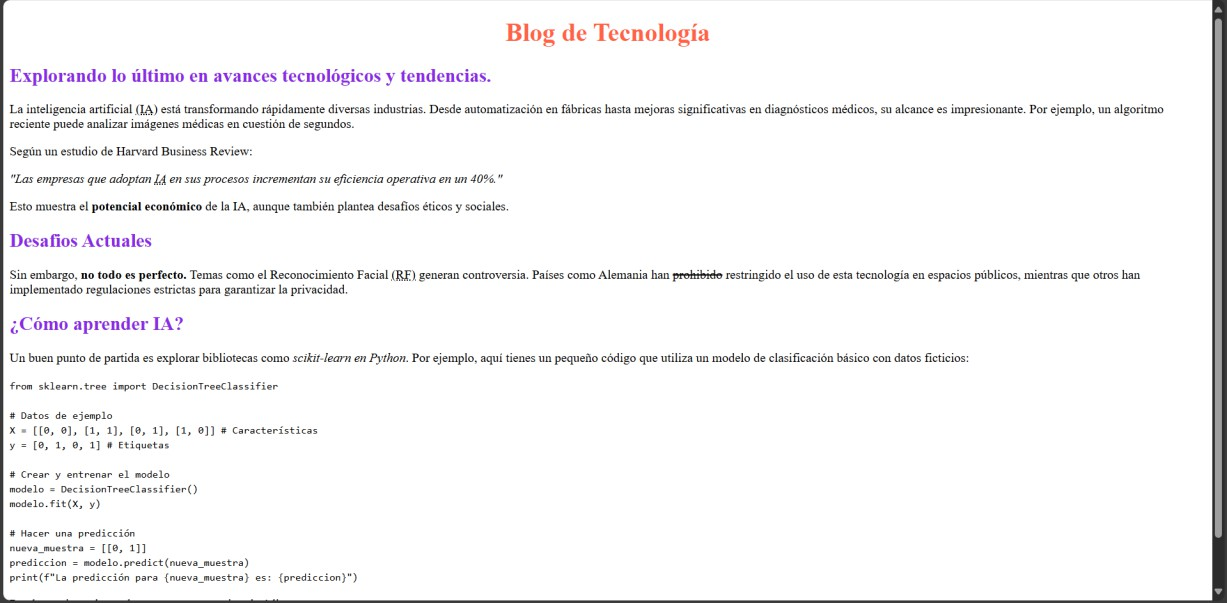 Blog de Tecnología
Explorando lo último en avances tecnológicos y tendencias.
La inteligencia artificial (IA) está transformando rápidamente diversas industrias. Desde automatización en fábricas hasta mejoras significativas en diagnósticos médicos, su alcance es impresionante. Por ejemplo, un algoritmo
reciente puede analizar imágenes médicas en cuestión de segundos.
Según un estudio de Harvard Business Review:
"Las empresas que adoptan IA en sus procesos incrementan su eficiencia operativa en un 40%."
Esto muestra el potencial económico de la IA, aunque también plantea desafíos éticos y sociales.
Desafíos Actuales
Sin embargo, no todo es perfecto. Temas como el Reconocimiento Facial (RF) generan controversia. Países como Alemania han prohibido restringido el uso de esta tecnología en espacios públicos, mientras que otros han
implementado regulaciones estrictas para garantizar la privacidad.
¿Cómo aprender IA?
Un buen punto de partida es explorar bibliotecas como scikit-learn en Python. Por ejemplo, aquí tienes un pequeño código que utiliza un modelo de clasificación básico con datos ficticios:
from sklearn.tree import DecisionTreeClassifier
# Datos de ejemplo
X = [[0, 0], [1, 1], [0, 1], [1, 0]] # Características
y = [0, 1, 0, 1] # Etiquetas
# Crear y entrenar el modelo
modelo = DecisionTreeClassifier()
modelo.fit(X, y)
# Hacer una predicción
nueva_muestra = [[0, 1]]
prediccion = modelo.predict(nueva_muestra)
print(f"La predicción para {nueva_muestra} es: {prediccion}")